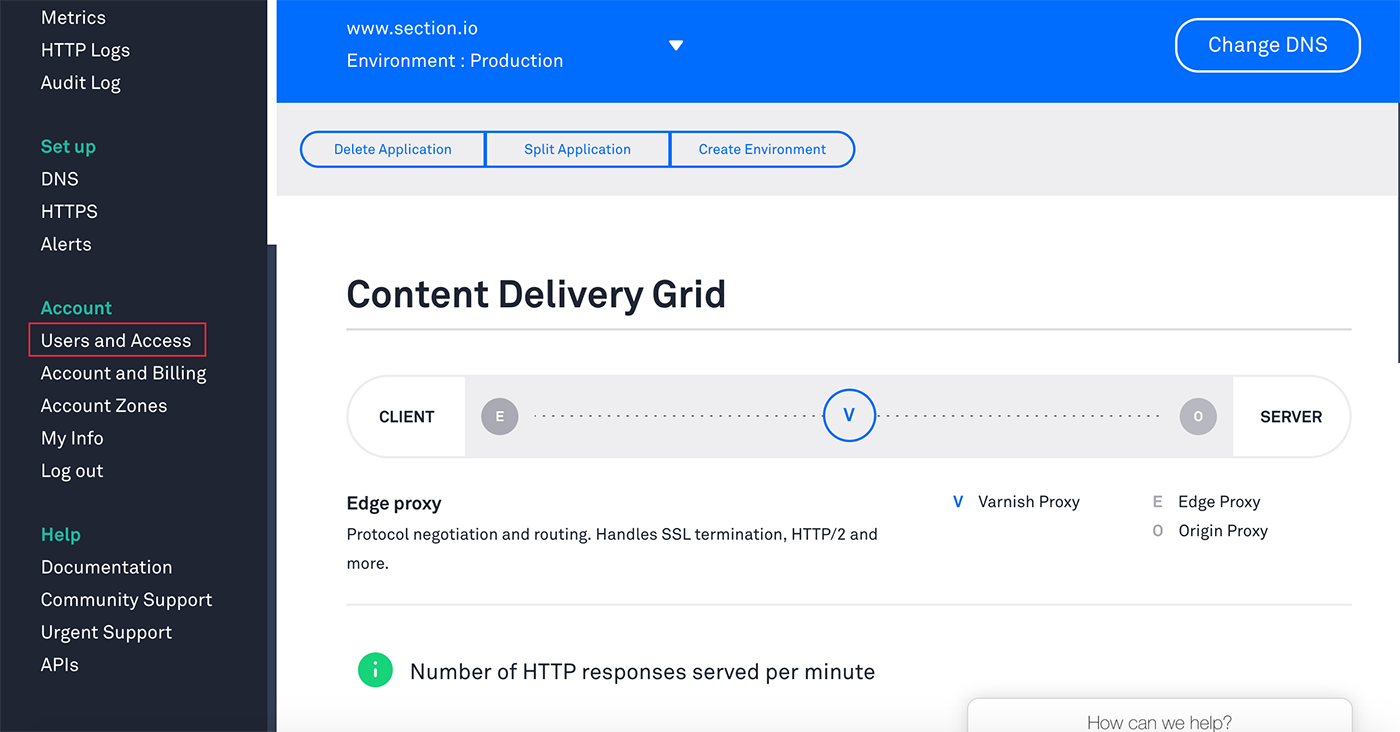 Metrics
HTTP Logs
Audit Log
Set up
DNS
HTTPS
Alerts
Account
Users and Access
Account and Billing
Account Zones
My Info
Log out
Help
Documentation
Community Support
Urgent Support
APIs
www.section.io
Environment : Production
Change DNS
Delete Application
Split Application
Create Environment
Content Delivery Grid
CLIENT
E
V
O
SERVER
Edge proxy
Protocol negotiation and routing. Handles SSL termination, HTTP/2 and
more.
V Varnish Proxy
E Edge Proxy
O Origin Proxy
i
Number of HTTP responses served per minute
How can we help?